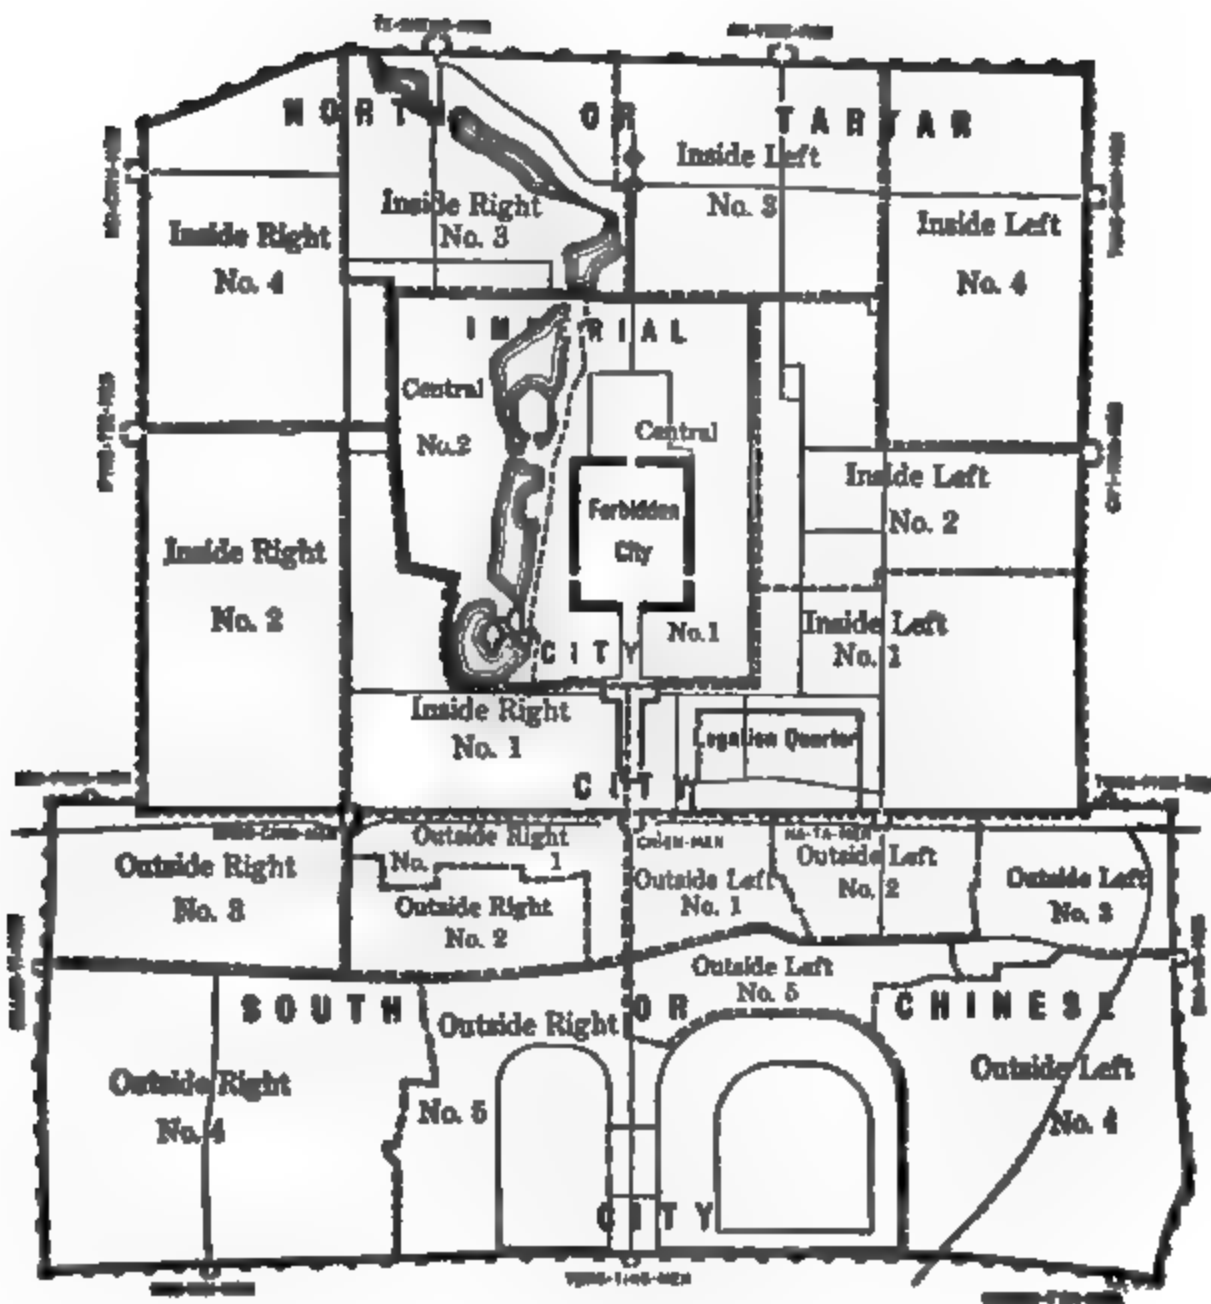 NORTH OR TARTAR
Inside Left
No. 3
Inside Right
No. 3
Inside Right
No. 4
Inside Left
No. 4
IMPERIAL
Central
No. 2
Central
Forbidden
City
Inside Left
No. 2
Inside Right
No. 2
No. 1
CITY
Inside Left
No. 1
Inside Right
No. 1
Legation Quarter
CIT
CHIEN-MEN
HA-TA-MEN
Outside Right
No. 1
Outside Right
No. 3
Outside Right
No. 2
Outside Left
No. 1
Outside Left
No. 2
Outside Left
No. 3
Outside Left
No. 5
SOUTH OR CHINESE
Outside Right
No. 5
Outside Right
No. 4
Outside Left
No. 4
CITY